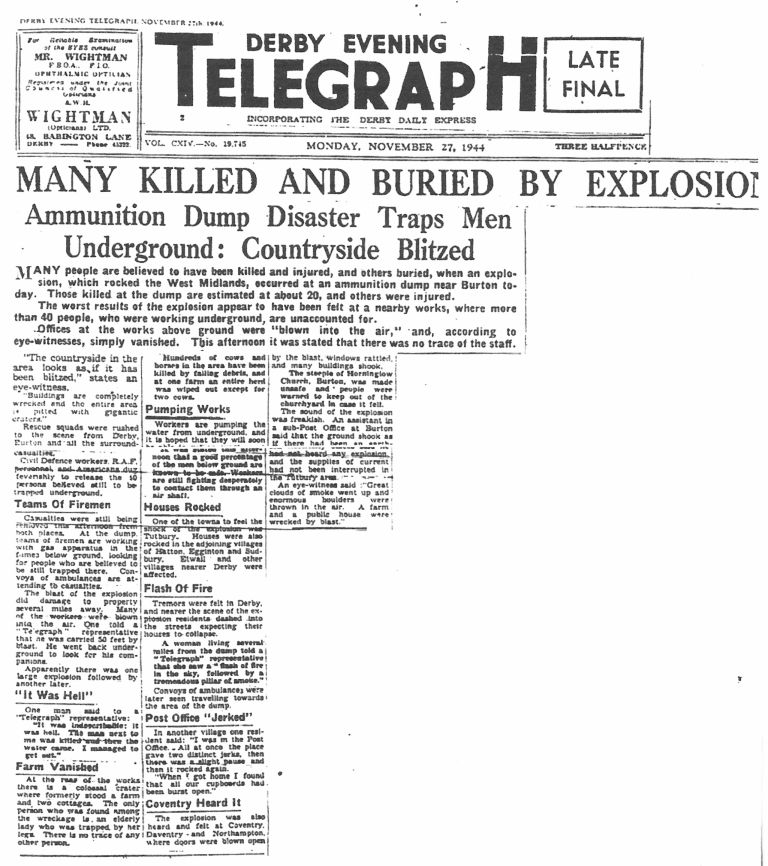 DERBY EVENING TELEGRAPH, NOVEMBER 27th 1944.
For Reliable Examination
of the EYES consult
MR. WIGHTMAN
F.B.O.A., F.I.O.
OPHTHALMIC OPTICIAN
Registered under the Joint
Council of Qualified
Opticians
A. W. H.
WIGHTMAN
(Opticians) LTD.
48, BABINGTON LANE
DERBY — Phone
DERBY EVENING
TELEGRAPH
INCORPORATING THE DERBY DAILY EXPRESS
LATE
FINAL
VOL. CXIV.—No. 19,745
MONDAY, NOVEMBER 27, 1944
THREE HALFPENCE
MANY KILLED AND BURIED BY EXPLOSION
Ammunition Dump Disaster Traps Men
Underground: Countryside Blitzed
MANY people are believed to have been killed and injured, and others buried, when an explo-
sion, which rocked the West Midlands, occurred at an ammunition dump near Burton to-
day. Those killed at the dump are estimated at about 20, and others were injured.
The worst results of the explosion appear to have been felt at a nearby works, where more
than 40 people, who were working underground, are unaccounted for.
Offices at the works above ground were "blown into the air," and, according to
eye-witnesses, simply vanished. This afternoon it was stated that there was no trace of the staff.
"The countryside in the
area looks as if it has
been blitzed," states an
eye-witness.
"Buildings are completely
wrecked and the entire area
is pitted with gigantic
craters."
Rescue squads were rushed
to the scene from Derby,
Burton and all the surround-
casualties.
Civil Defence workers, R.A.F.
personnel, and Americans dug
feverishly to release the 40
persons believed still to be
trapped underground.
Teams Of Firemen
Casualties were still being
removed this afternoon from
both places. At the dump,
teams of firemen are working
with gas apparatus in the
fumes below ground, looking
for people who are believed to
be still trapped there. Con-
voys of ambulances are at-
tending to casualties.
The blast of the explosion
did damage to property
several miles away. Many
of the workers were blown
into the air. One told a
"Telegraph" representative
that he was carried 50 feet by
blast. He went back under-
ground to look for his com-
panions.
Apparently there was one
large explosion followed by
another later.
"It Was Hell"
One man said to a
"Telegraph" representative:
"It was indescribable; it
was hell. The man next to
me was killed and then the
water came. I managed to
get out."
Farm Vanished
At the rear of the works
there is a colossal crater
where formerly stood a farm
and two cottages. The only
person who was found among
the wreckage is an elderly
lady who was trapped by her
legs. There is no trace of any
other person.
Hundreds of cows and
horses in the area have been
killed by falling debris, and
at one farm an entire herd
was wiped out except for
two cows.
Pumping Works
Workers are pumping the
water from underground, and
it is hoped that they will soon
It was stated this after-
noon that a good percentage
of the men below ground are
known to be safe. Workers
are still fighting desperately
to contact them through an
air shaft.
Houses Rocked
One of the towns to feel the
shock of the explosion was
Tutbury. Houses were also
rocked in the adjoining villages
of Hatton, Egginton and Sud-
bury. Etwall and other
villages nearer Derby were
affected.
Flash Of Fire
Tremors were felt in Derby,
and nearer the scene of the ex-
plosion residents dashed into
the streets expecting their
houses to collapse.
A woman living several
miles from the dump told a
"Telegraph" representative
that she saw a "flash of fire
in the sky, followed by a
tremendous pillar of smoke."
Convoys of ambulances were
later seen travelling towards
the area of the dump.
Post Office "Jerked"
In another village one resi-
dent said: "I was in the Post
Office. All at once the place
gave two distinct jerks, then
there was a slight pause and
then it rocked again.
"When I got home I found
that all our cupboards had
been burst open."
Coventry Heard It
The explosion was also
heard and felt at Coventry,
Daventry and Northampton,
where doors were blown open
by the blast, windows rattled,
and many buildings shook.
The steeple of Horninglow
Church, Burton, was made
unsafe and people were
warned to keep out of the
churchyard in case it fell.
The sound of the explosion
was freakish. An assistant in
a sub-Post Office at Burton
said that the ground shook as
if there had been an earth-
had not heard any explosion,
and the supplies of current
had not been interrupted in
the Tutbury area.
An eye-witness said: "Great
clouds of smoke went up and
enormous boulders were
thrown in the air. A farm
and a public house were
wrecked by blast."